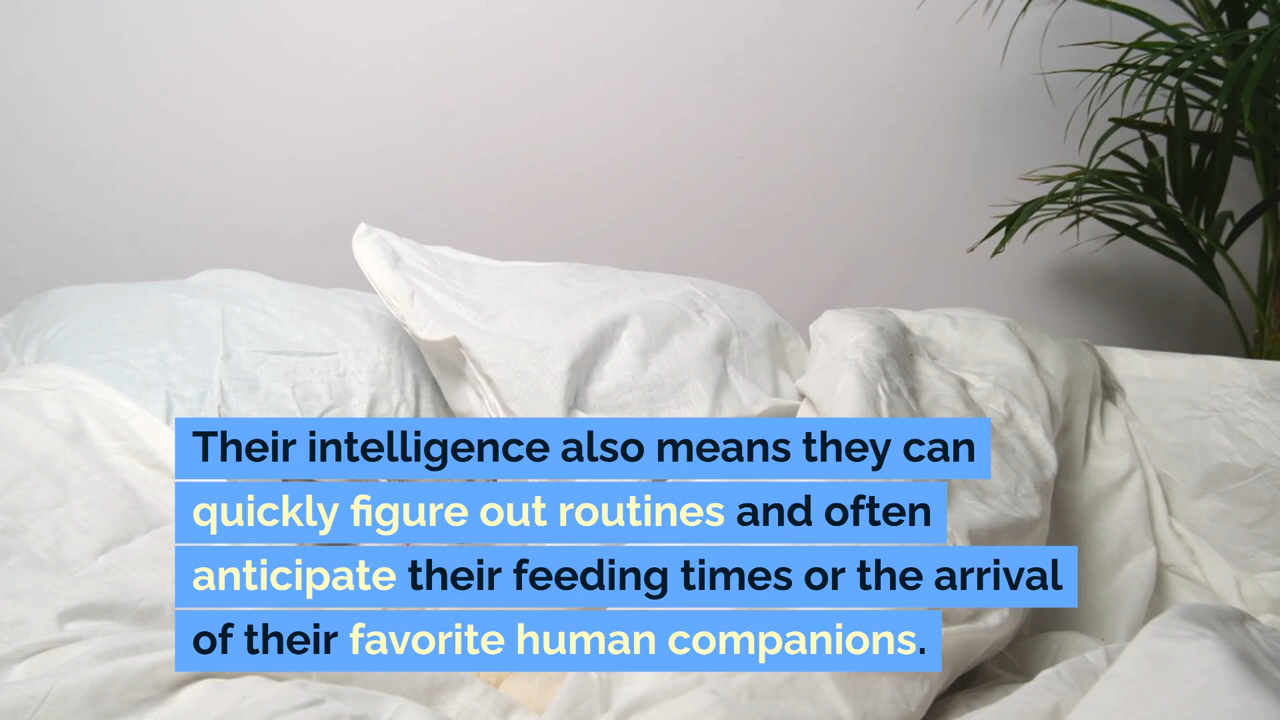 Their intelligence also means they can
quickly figure out routines and often
anticipate their feeding times or the arrival
of their favorite human companions.